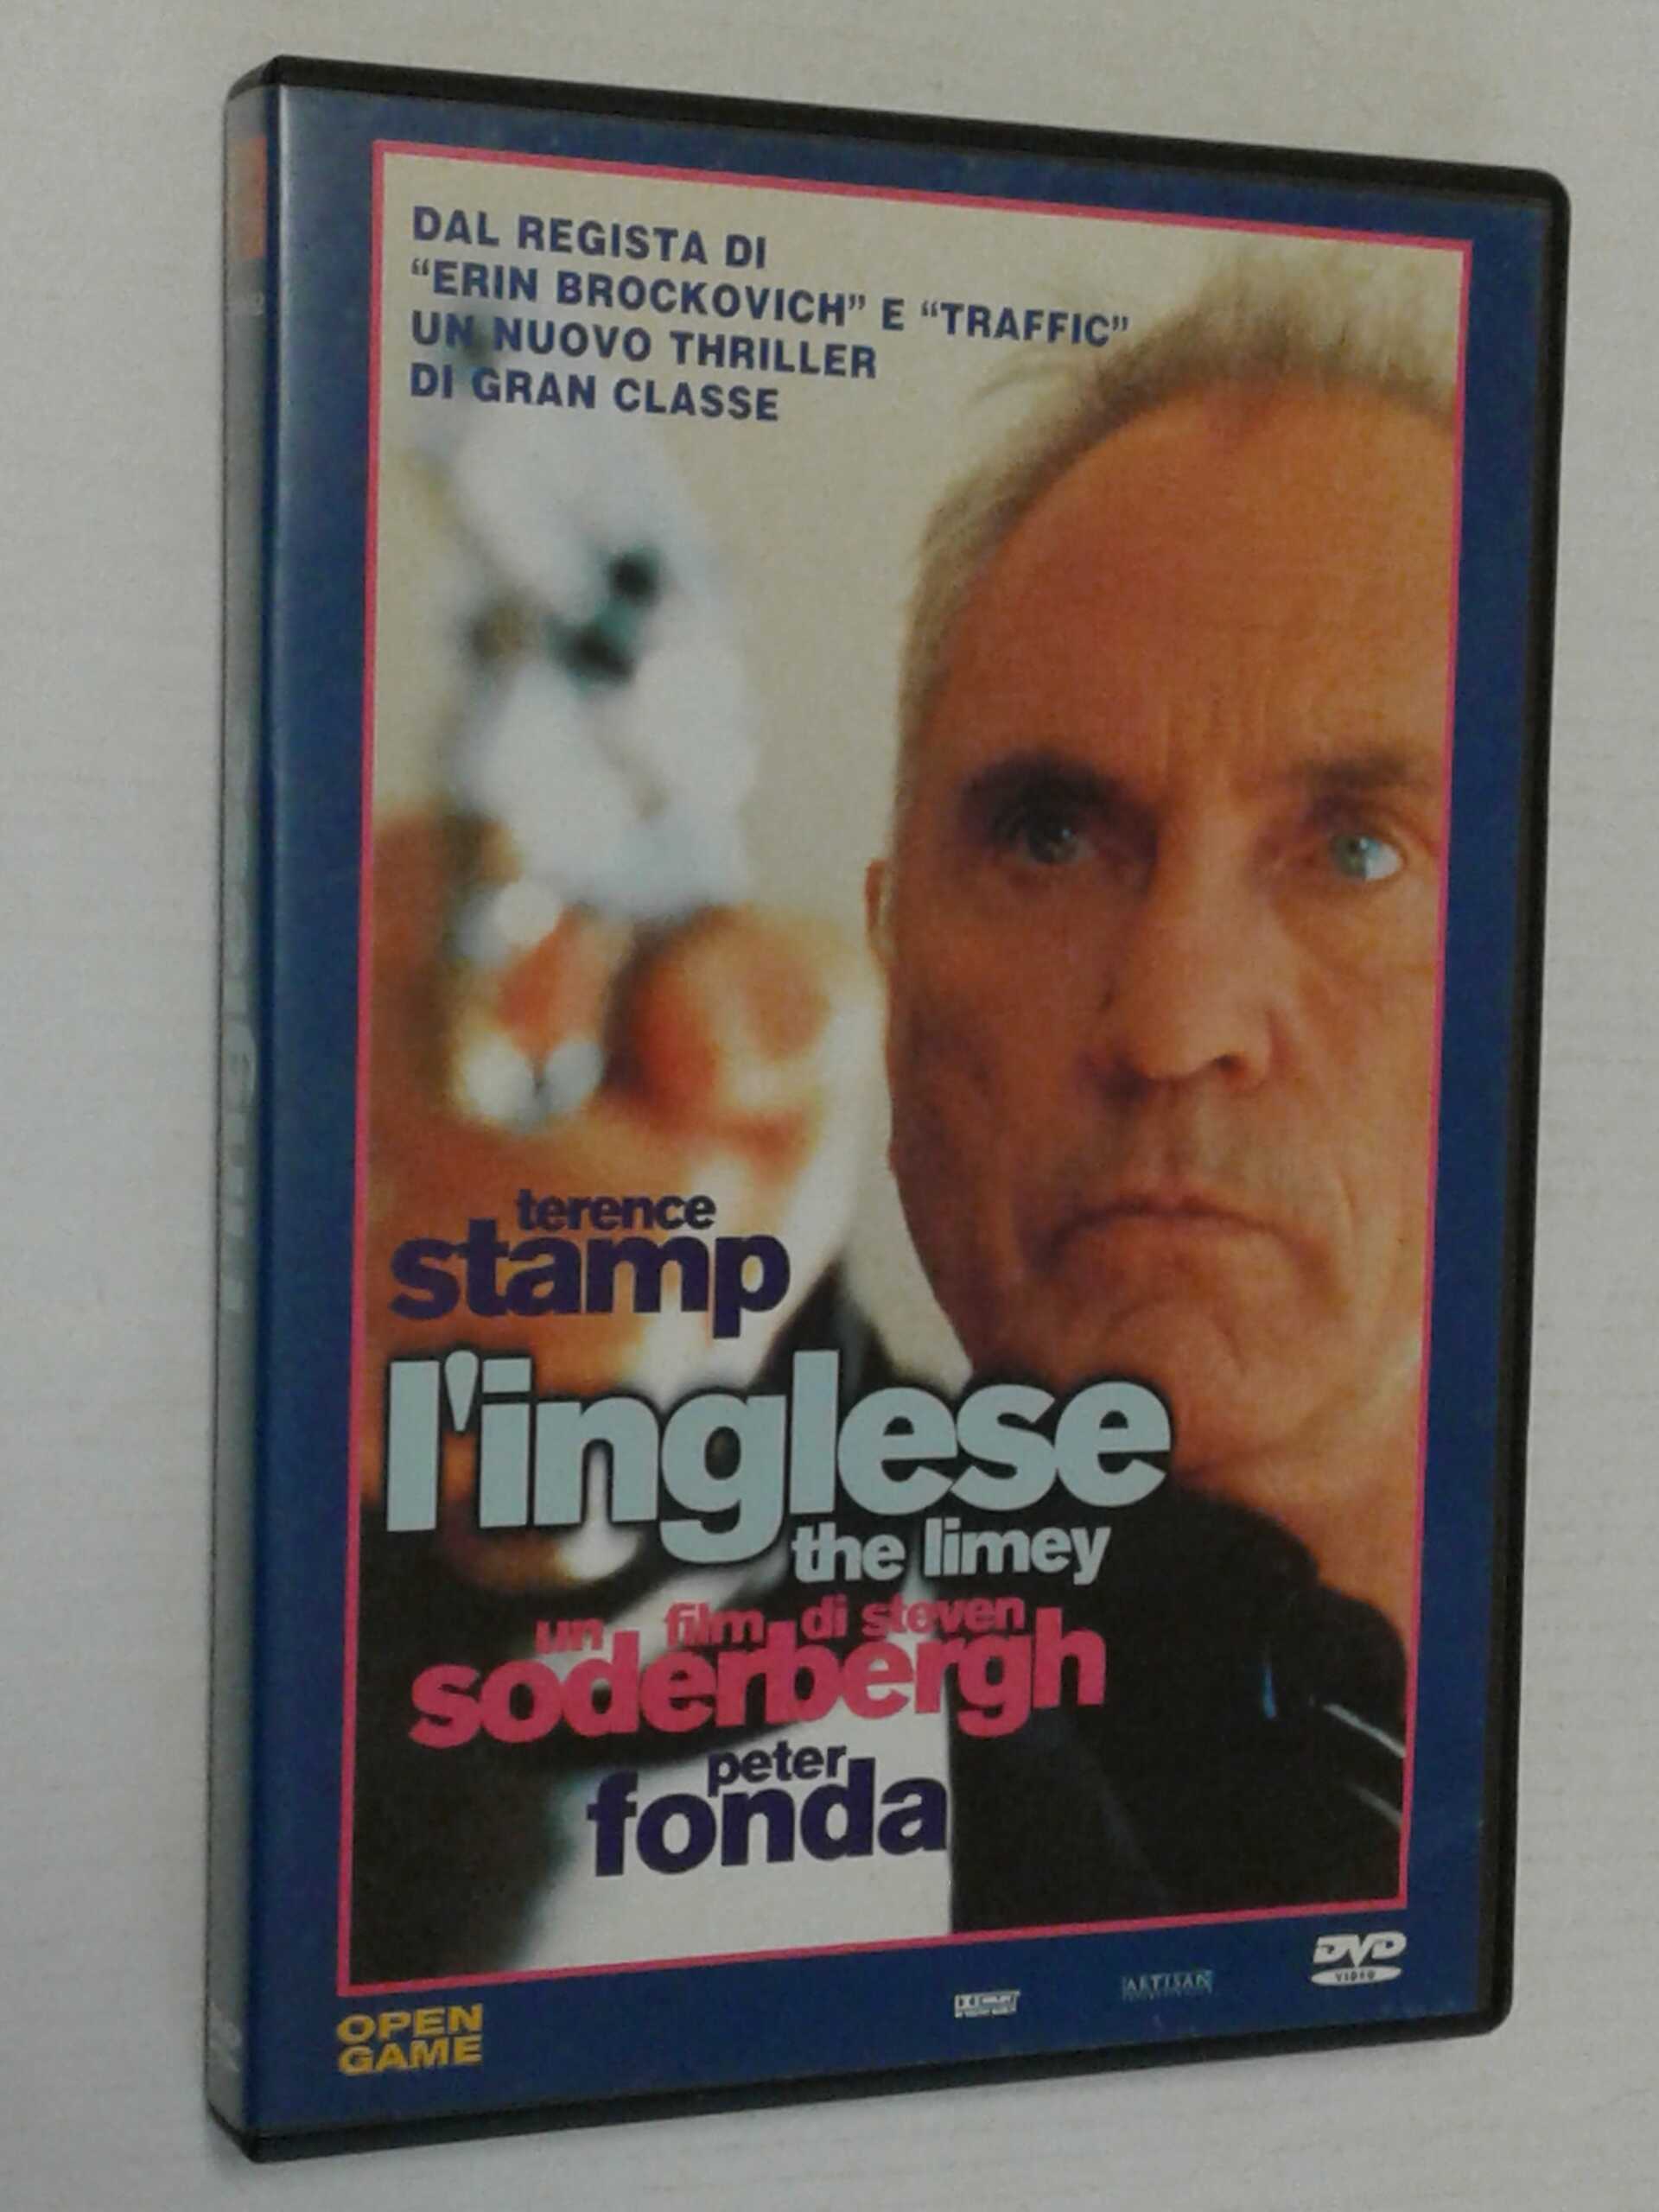 DAL REGISTA DI
“ERIN BROCKOVICH” E “TRAFFIC”
UN NUOVO THRILLER
DI GRAN CLASSE
terence
stamp
l'inglese
the limey
un film di steven
soderbergh
peter
fonda
OPEN
GAME
ARTISAN
DVD
VIDEO